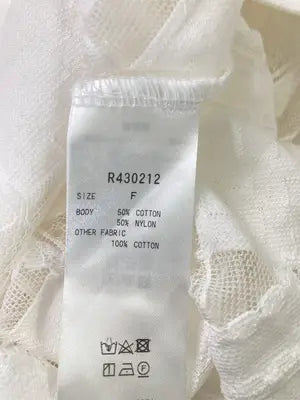 R430212
SIZE F
BODY 50% COTTON
50% NYLON
OTHER FABRIC
100% COTTON